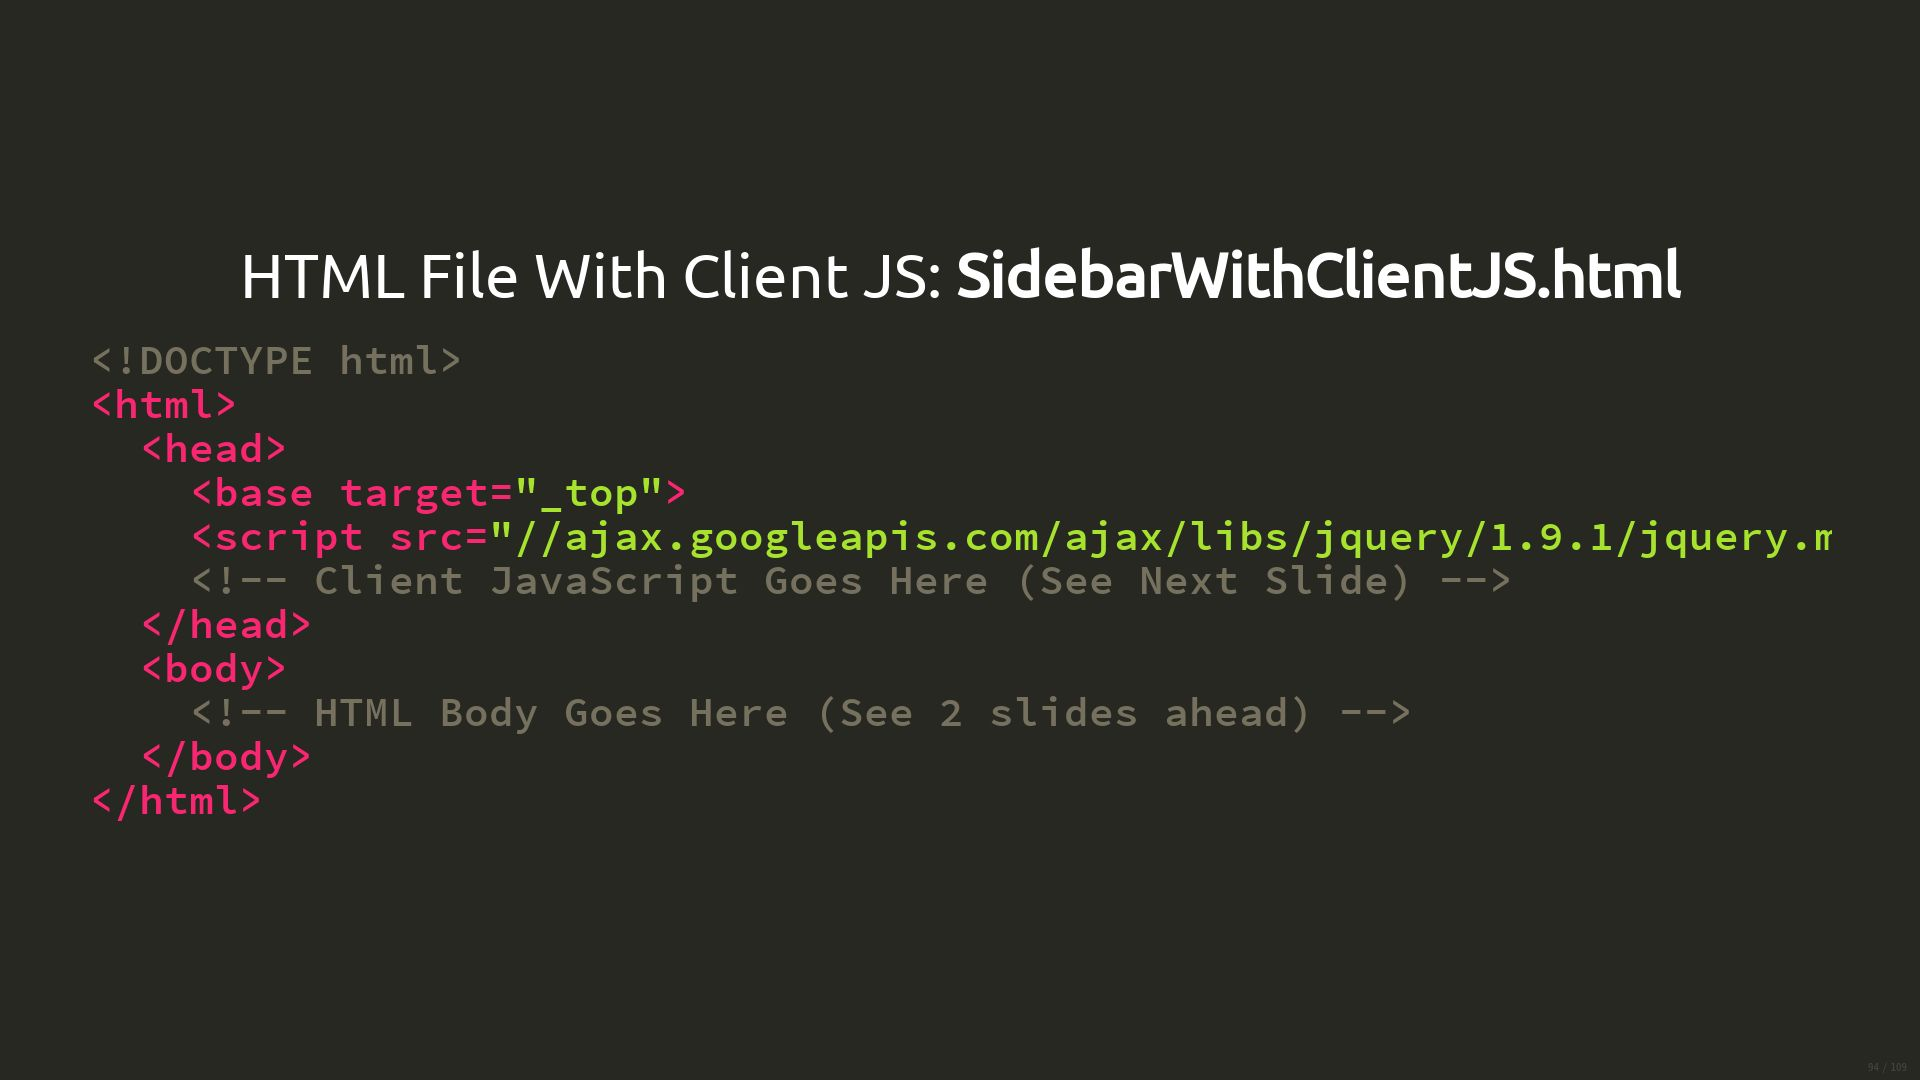 HTML File With Client JS: SidebarWithClientJS.html
<!DOCTYPE html>
<html>
  <head>
    <base target="_top">
    <script src="//ajax.googleapis.com/ajax/libs/jquery/1.9.1/jquery.m
    <!-- Client JavaScript Goes Here (See Next Slide) -->
  </head>
  <body>
    <!-- HTML Body Goes Here (See 2 slides ahead) -->
  </body>
</html>
94 / 109